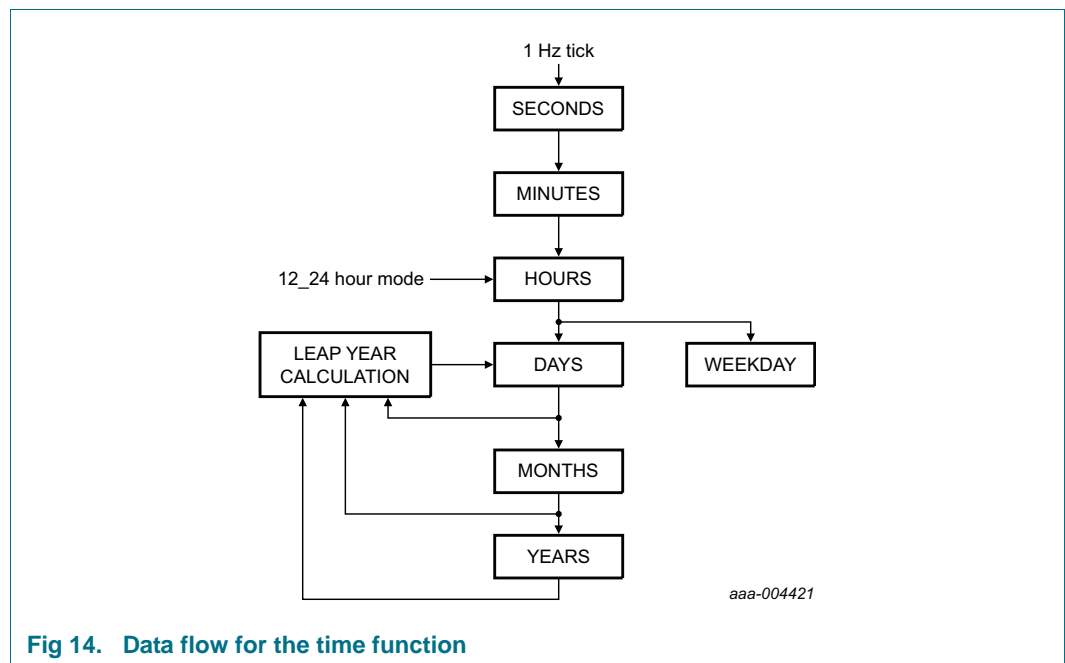 1 Hz tick
SECONDS
MINUTES
12_24 hour mode
HOURS
LEAP YEAR
CALCULATION
DAYS
WEEKDAY
MONTHS
YEARS
aaa-004421
Fig 14. Data flow for the time function